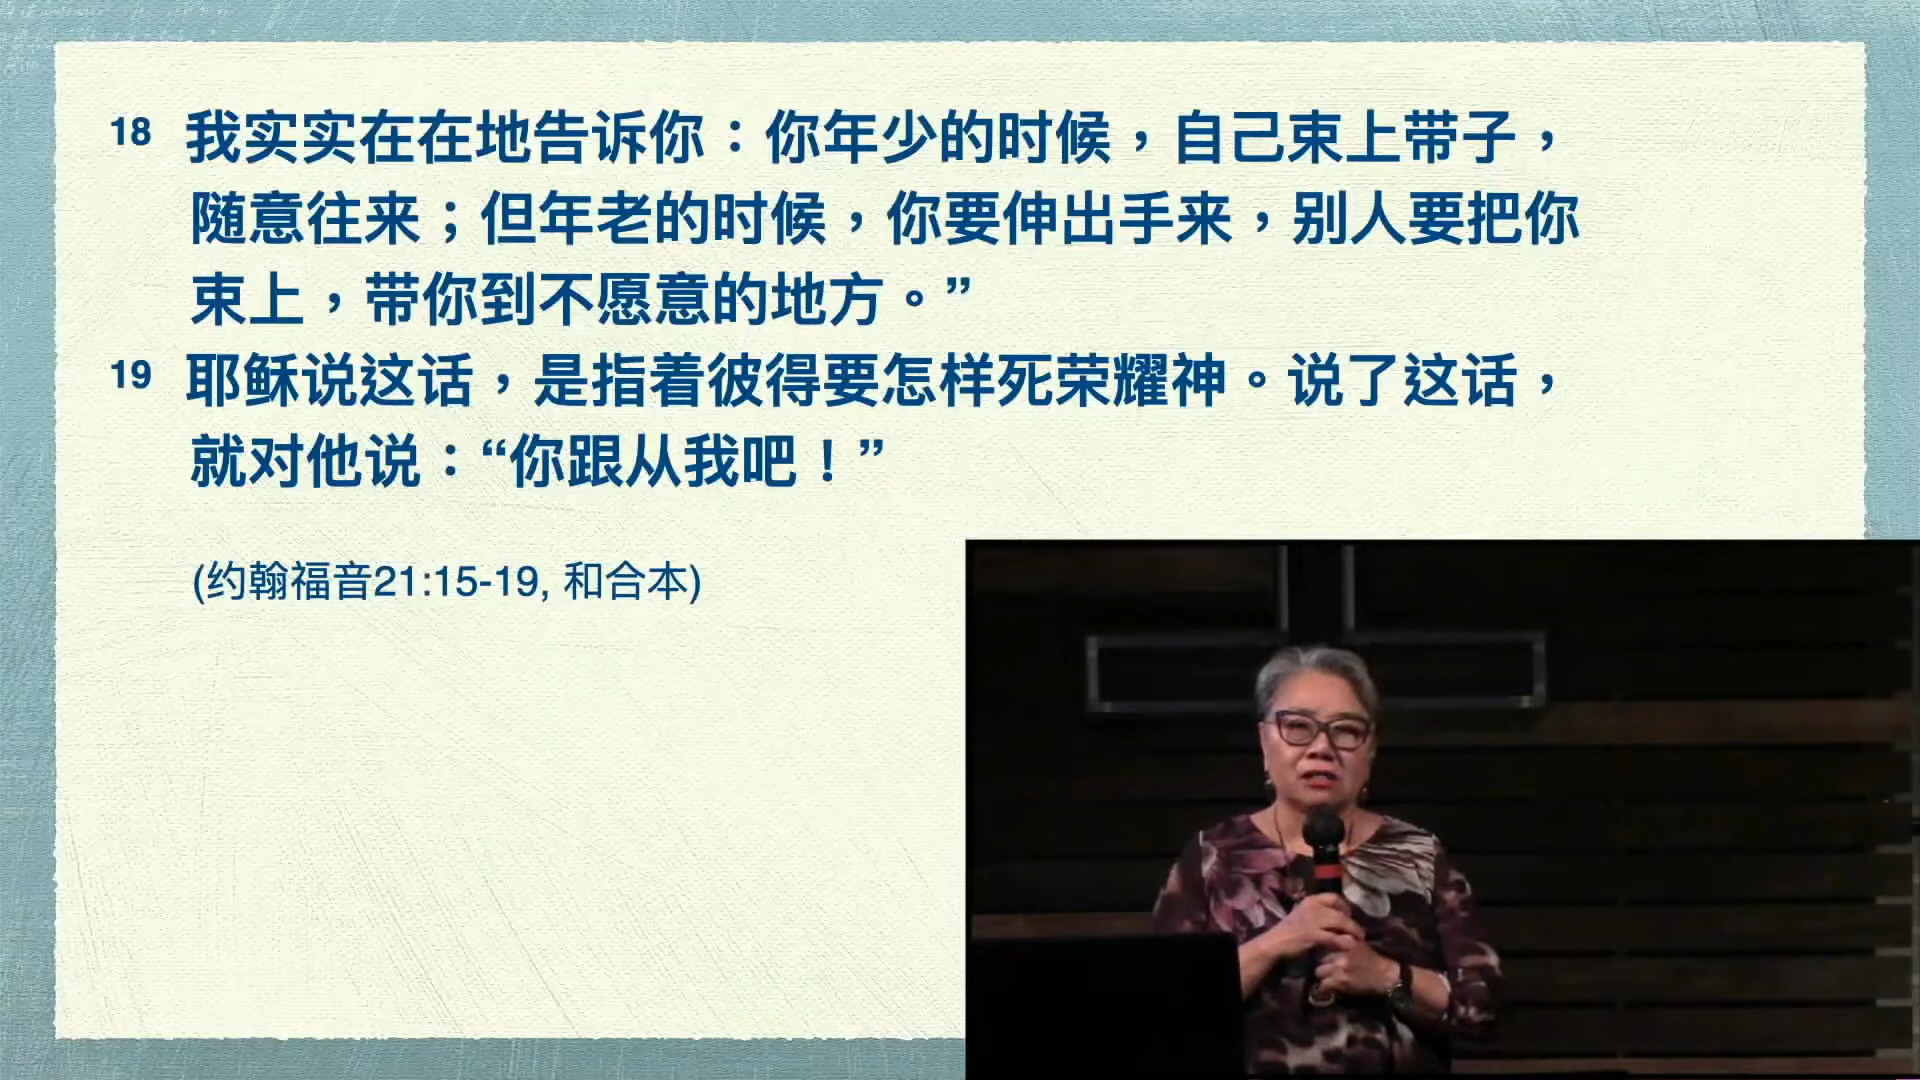 18 我实实在在地告诉你：你年少的时候，自己束上带子，
随意往来；但年老的时候，你要伸出手来，别人要把你
束上，带你到不愿意的地方。”
19 耶稣说这话，是指着彼得要怎样死荣耀神。说了这话，
就对他说：“你跟从我吧！”
(约翰福音21:15-19, 和合本)